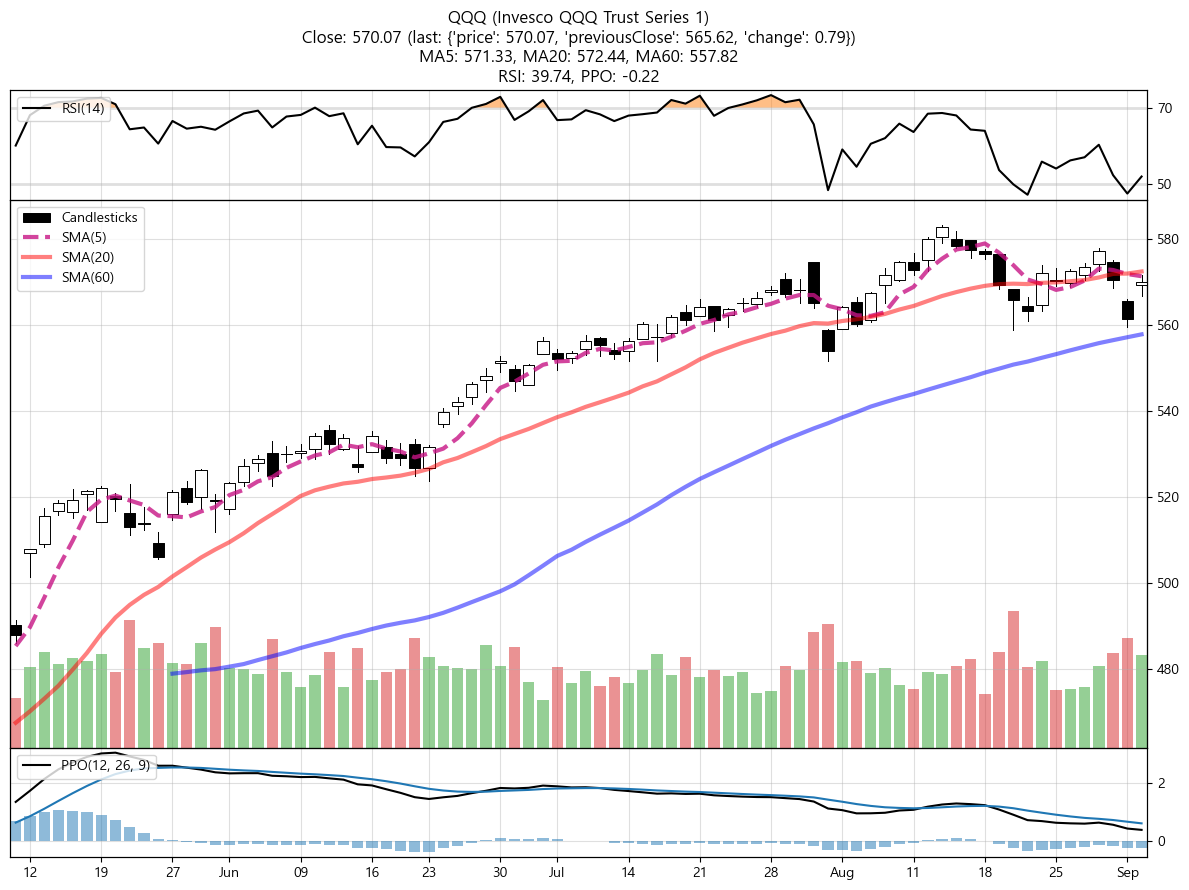 QQQ (Invesco QQQ Trust Series 1)
Close: 570.07 (last: {'price': 570.07, 'previousClose': 565.62, 'change': 0.79})
MA5: 571.33, MA20: 572.44, MA60: 557.82
RSI: 39.74, PPO: -0.22
RSI(14)
70
50
Candlesticks
SMA(5)
SMA(20)
SMA(60)
580
560
540
520
500
480
PPO(12, 26, 9)
2
0
12 19 27 Jun 09 16 23 30 Jul 14 21 28 Aug 11 18 25 Sep